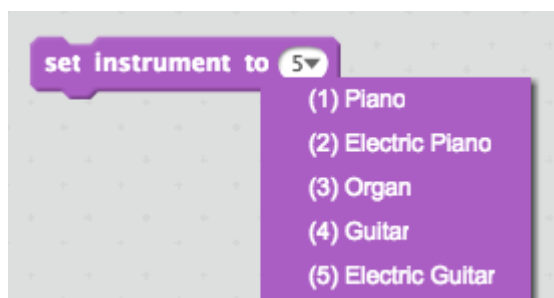 set instrument to 5▼
(1) Piano
(2) Electric Piano
(3) Organ
(4) Guitar
(5) Electric Guitar